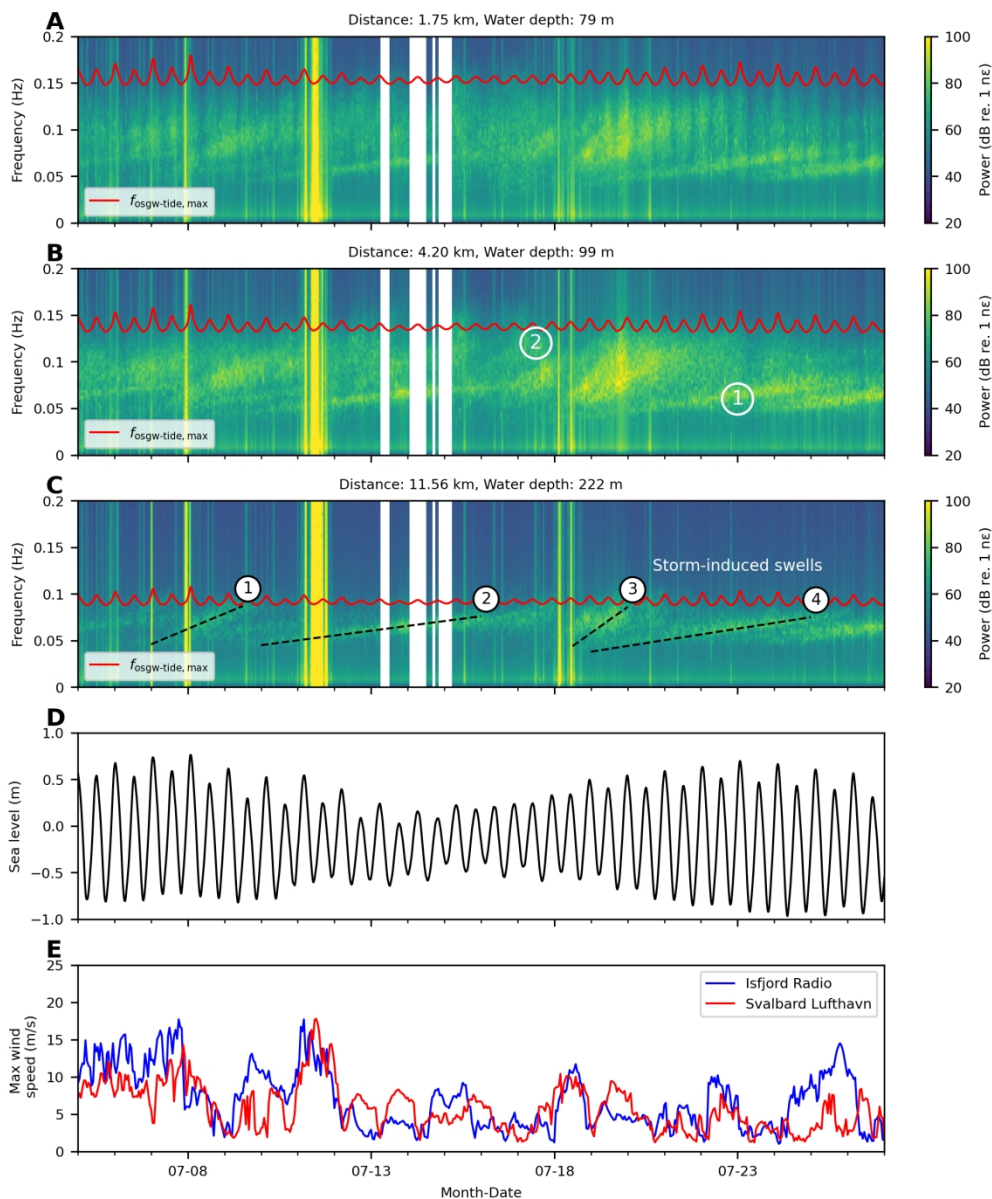 A
Distance: 1.75 km, Water depth: 79 m
0.2
0.15
0.1
0.05
0
Frequency (Hz)
fosgw-tide, max
100
80
60
40
20
Power (dB re. 1 nε)
B
Distance: 4.20 km, Water depth: 99 m
0.2
0.15
0.1
0.05
0
Frequency (Hz)
2
1
fosgw-tide, max
100
80
60
40
20
Power (dB re. 1 nε)
C
Distance: 11.56 km, Water depth: 222 m
0.2
0.15
0.1
0.05
0
Frequency (Hz)
Storm-induced swells
1
2
3
4
fosgw-tide, max
100
80
60
40
20
Power (dB re. 1 nε)
D
1.0
0.5
0.0
−0.5
−1.0
Sea level (m)
E
25
20
15
10
5
0
Max wind
speed (m/s)
Isfjord Radio
Svalbard Lufthavn
07-08
07-13
07-18
07-23
Month-Date